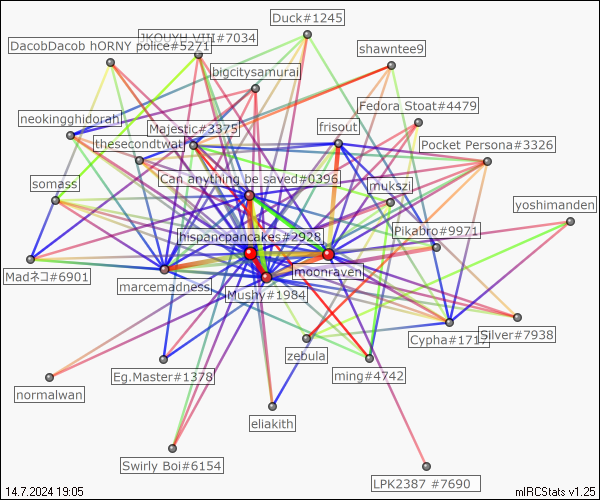 Duck#1245
JKOUYU VIII#7034
DacobDacob hORNY police#5271
shawntee9
bigcitysamurai
Fedora Stoat#4479
neokingghidorah
Majestic#3375
frisout
thesecondtwat
Pocket Persona#3326
Can anything be saved#0396
somass
mukszi
yoshimanden
Pikabro#9971
hispancpancakes#2928
moonraven
Madネコ#6901
marcemadness
Mushy#1984
Silver#7938
Cypha#171
zebula
Eg.Master#1378
ming#4742
normalwan
eliakith
Swirly Boi#6154
LPK2387 #7690
14.7.2024 19:05
mIRCStats v1.25